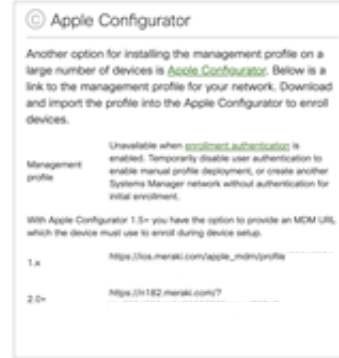 © Apple Configurator
Another option for installing the management profile on a
large number of devices is Apple Configurator. Below is a
link to the management profile for your network. Download
and import the profile into the Apple Configurator to enroll
devices.
Management
profile
Unavailable when enrollment authentication is
enabled. Temporarily disable user authentication to
enable manual profile deployment, or create another
Systems Manager network without authentication for
initial enrollment.
With Apple Configurator 1.5+ you have the option to provide an MDM URL,
which the device must use to enroll during device setup.
1.x
https://ios.meraki.com/apple_mdm/profile
2.0+
https://n182.meraki.com/?